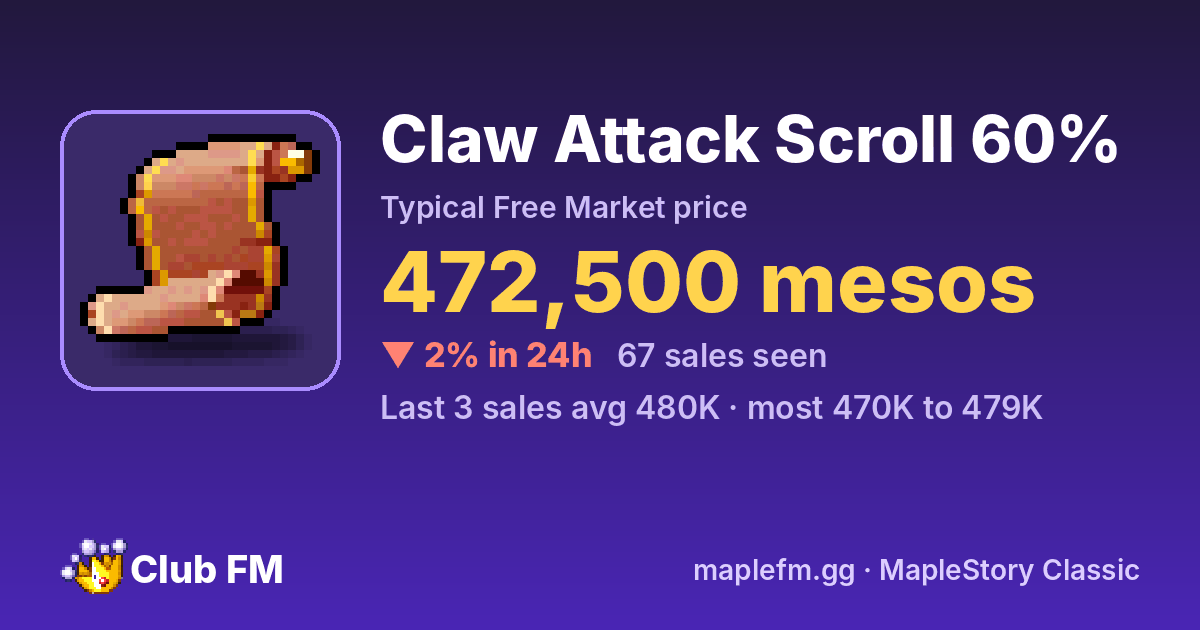 Claw Attack Scroll 60%
Typical Free Market price
472,500 mesos
▼ 2% in 24h 67 sales seen
Last 3 sales avg 480K · most 470K to 479K
Club FM
maplefm.gg · MapleStory Classic